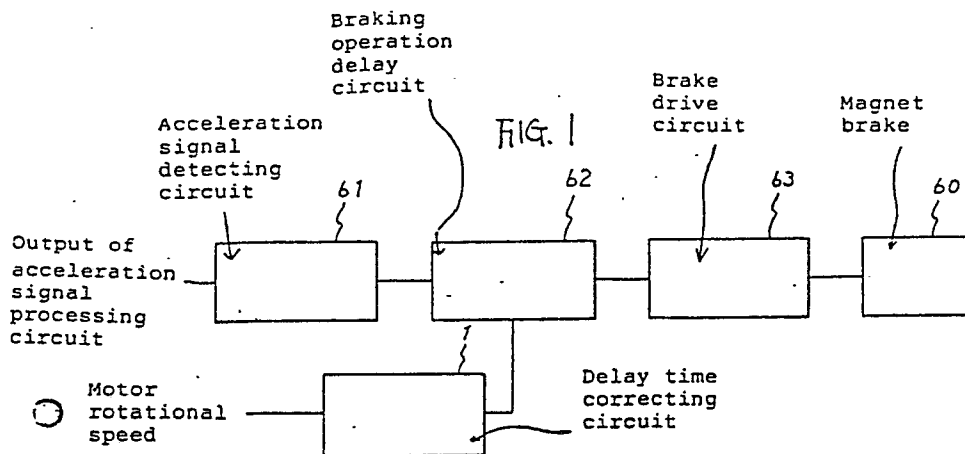 Braking
operation
delay
circuit
FIG. 1
Brake
drive
circuit
Magnet
brake
Acceleration
signal
detecting
circuit
61
62
63
60
Output of
acceleration
signal
processing
circuit
1
Motor
rotational
speed
Delay time
correcting
circuit